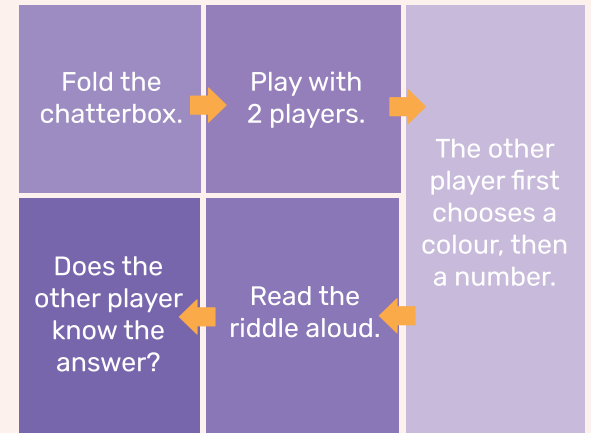 Fold the
chatterbox.
Play with
2 players.
The other
player first
chooses a
colour, then
a number.
Read the
riddle aloud.
Does the
other player
know the
answer?